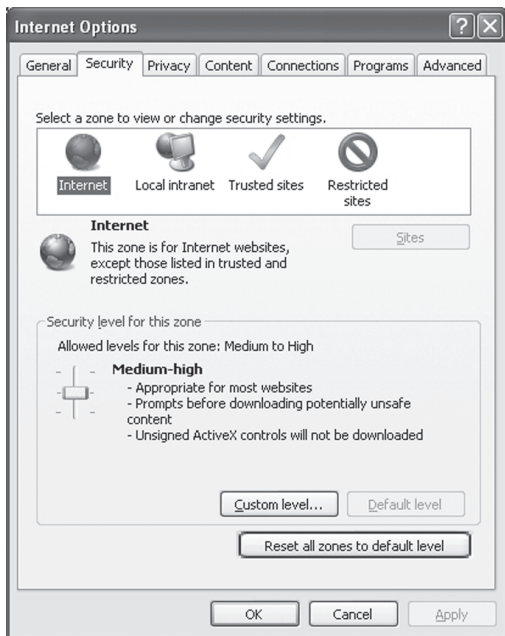 Internet Options
General Security Privacy Content Connections Programs Advanced
Select a zone to view or change security settings.
Internet Local intranet Trusted sites Restricted sites
Internet
This zone is for Internet websites,
except those listed in trusted and
restricted zones.
Sites
Security level for this zone
Allowed levels for this zone: Medium to High
Medium-high
- Appropriate for most websites
- Prompts before downloading potentially unsafe
content
- Unsigned ActiveX controls will not be downloaded
Custom level... Default level
Reset all zones to default level
OK Cancel Apply